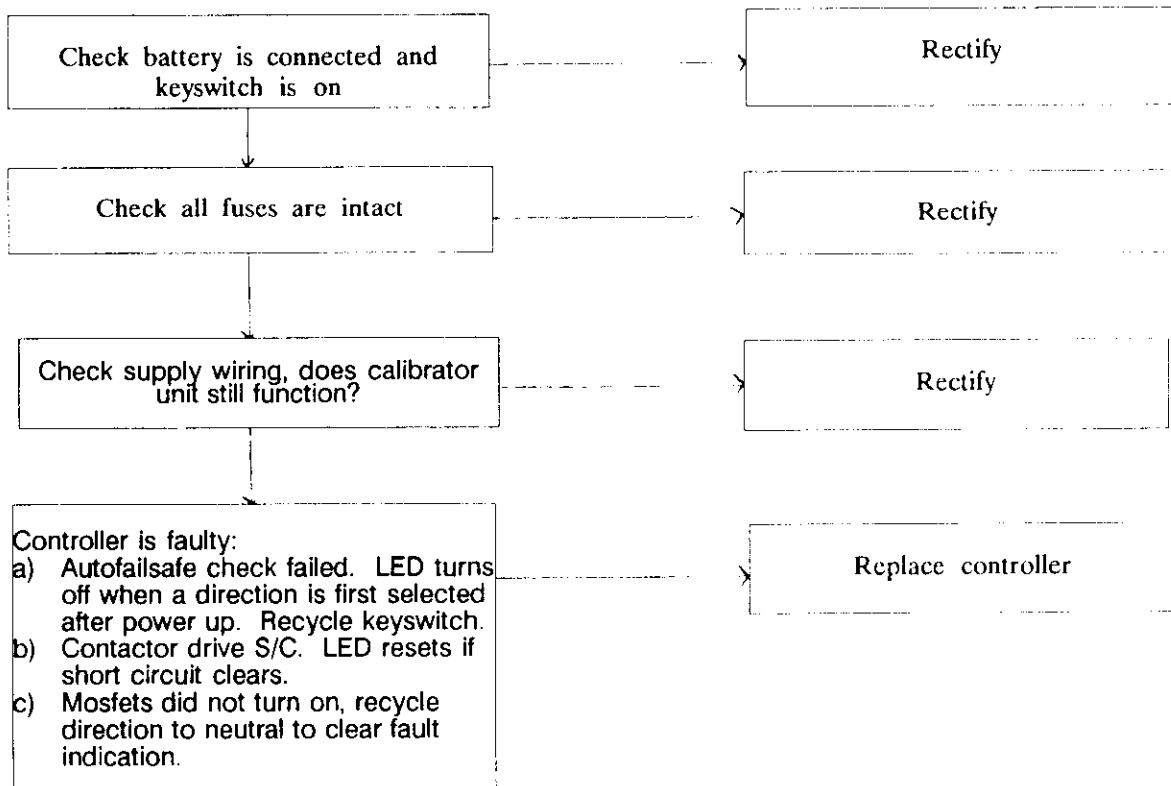 Check battery is connected and
keyswitch is on
Rectify
Check all fuses are intact
Rectify
Check supply wiring, does calibrator
unit still function?
Rectify
Controller is faulty:
a) Autofailsafe check failed. LED turns
off when a direction is first selected
after power up. Recycle keyswitch.
b) Contactor drive S/C. LED resets if
short circuit clears.
c) Mosfets did not turn on, recycle
direction to neutral to clear fault
indication.
Replace controller